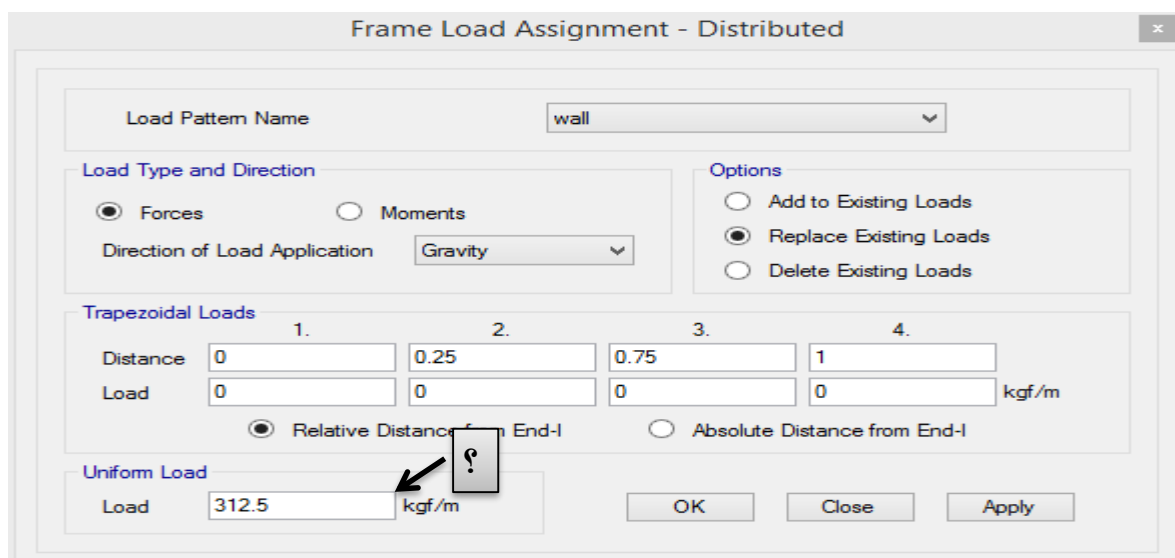 Frame Load Assignment - Distributed
x
Load Pattern Name wall
Load Type and Direction
Forces Moments
Direction of Load Application Gravity
Options
Add to Existing Loads
Replace Existing Loads
Delete Existing Loads
Trapezoidal Loads
1. 2. 3. 4.
Distance 0 0.25 0.75 1
Load 0 0 0 0 kgf/m
Relative Distance from End-I Absolute Distance from End-I
؟
Uniform Load
Load 312.5 kgf/m
OK Close Apply